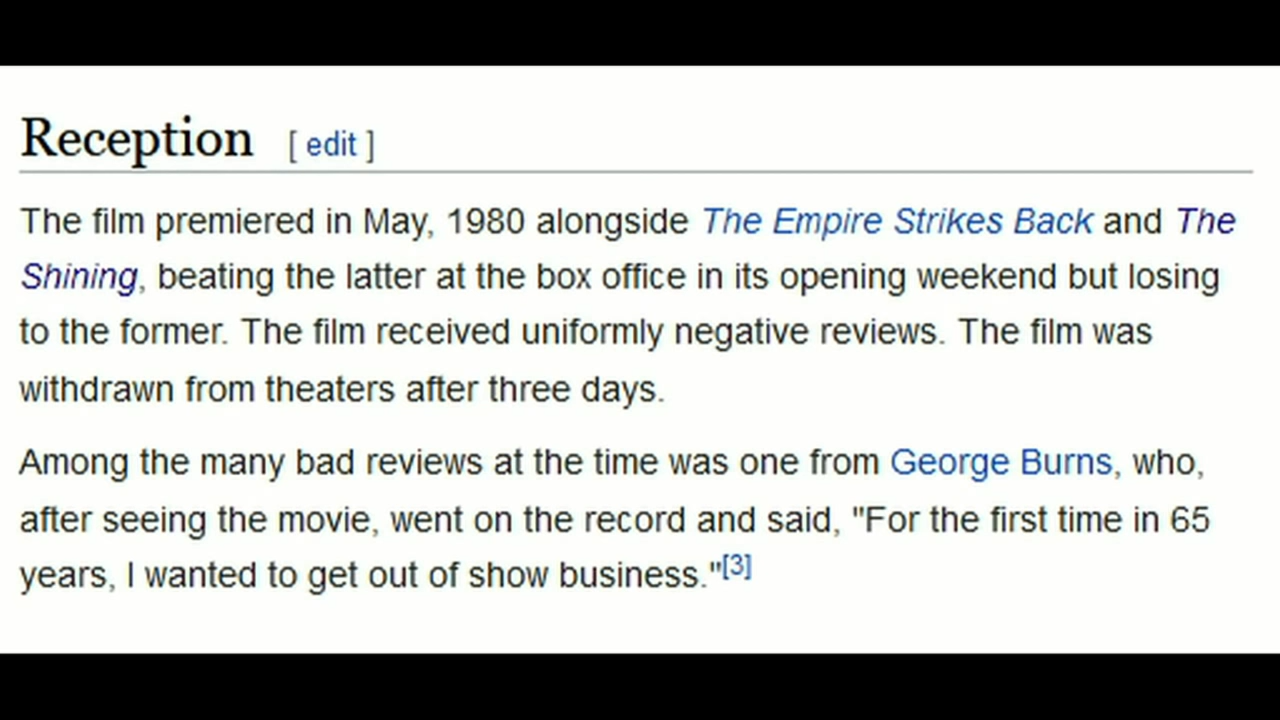 Reception [ edit ]
The film premiered in May, 1980 alongside The Empire Strikes Back and The
Shining, beating the latter at the box office in its opening weekend but losing
to the former. The film received uniformly negative reviews. The film was
withdrawn from theaters after three days.
Among the many bad reviews at the time was one from George Burns, who,
after seeing the movie, went on the record and said, "For the first time in 65
years, I wanted to get out of show business."[3]